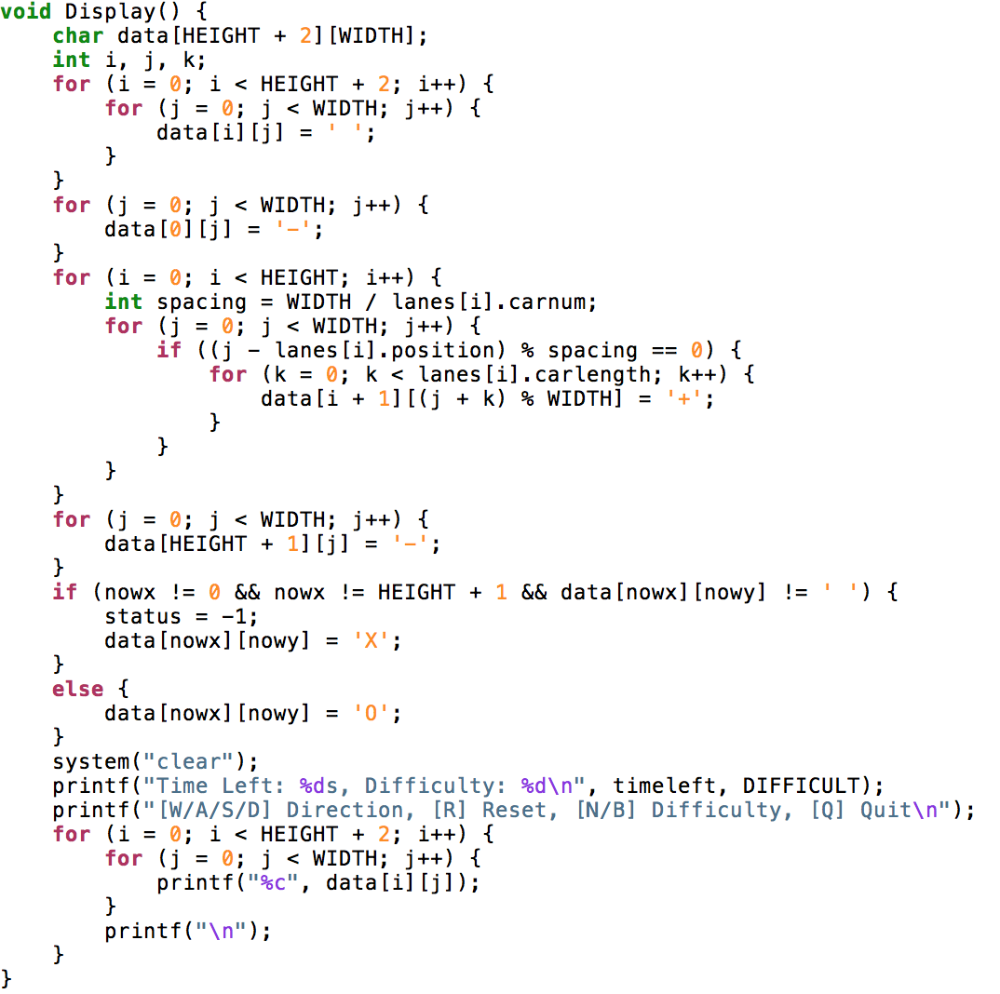 void Display() {
    char data[HEIGHT + 2][WIDTH];
    int i, j, k;
    for (i = 0; i < HEIGHT + 2; i++) {
        for (j = 0; j < WIDTH; j++) {
            data[i][j] = ' ';
        }
    }
    for (j = 0; j < WIDTH; j++) {
        data[0][j] = '-';
    }
    for (i = 0; i < HEIGHT; i++) {
        int spacing = WIDTH / lanes[i].carnum;
        for (j = 0; j < WIDTH; j++) {
            if ((j - lanes[i].position) % spacing == 0) {
                for (k = 0; k < lanes[i].carlength; k++) {
                    data[i + 1][(j + k) % WIDTH] = '+';
                }
            }
        }
    }
    for (j = 0; j < WIDTH; j++) {
        data[HEIGHT + 1][j] = '-';
    }
    if (nowx != 0 && nowx != HEIGHT + 1 && data[nowx][nowy] != ' ') {
        status = -1;
        data[nowx][nowy] = 'X';
    }
    else {
        data[nowx][nowy] = 'O';
    }
    system("clear");
    printf("Time Left: %ds, Difficulty: %d\n", timeleft, DIFFICULT);
    printf("[W/A/S/D] Direction, [R] Reset, [N/B] Difficulty, [Q] Quit\n");
    for (i = 0; i < HEIGHT + 2; i++) {
        for (j = 0; j < WIDTH; j++) {
            printf("%c", data[i][j]);
        }
        printf("\n");
    }
}